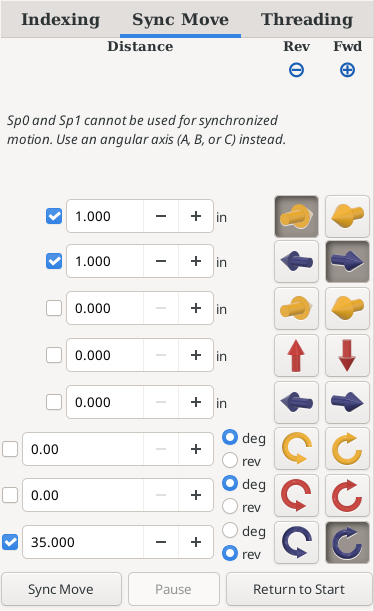 Indexing Sync Move Threading
Distance Rev Fwd
Sp0 and Sp1 cannot be used for synchronized
motion. Use an angular axis (A, B, or C) instead.
1.000 in
1.000 in
0.000 in
0.000 in
0.000 in
0.00 deg
rev
0.00 deg
rev
35.000 deg
rev
Sync Move Pause Return to Start